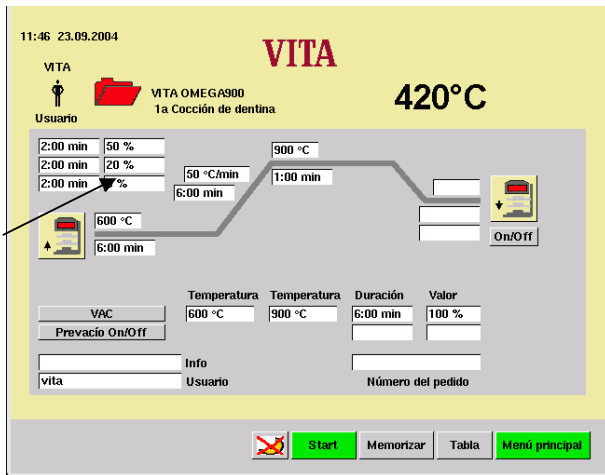 11:46 23.09.2004
VITA
VITA
Usuario
VITA OMEGA900
1a Cocción de dentina
420°C
2:00 min 50 %
2:00 min 20 %
2:00 min %
50 °C/min
6:00 min
900 °C
1:00 min
600 °C
6:00 min
On/Off
Temperatura Temperatura Duración Valor
VAC 600 °C 900 °C 6:00 min 100 %
Prevacío On/Off
Info
vita Usuario Número del pedido
Start Memorizar Tabla Menú principal